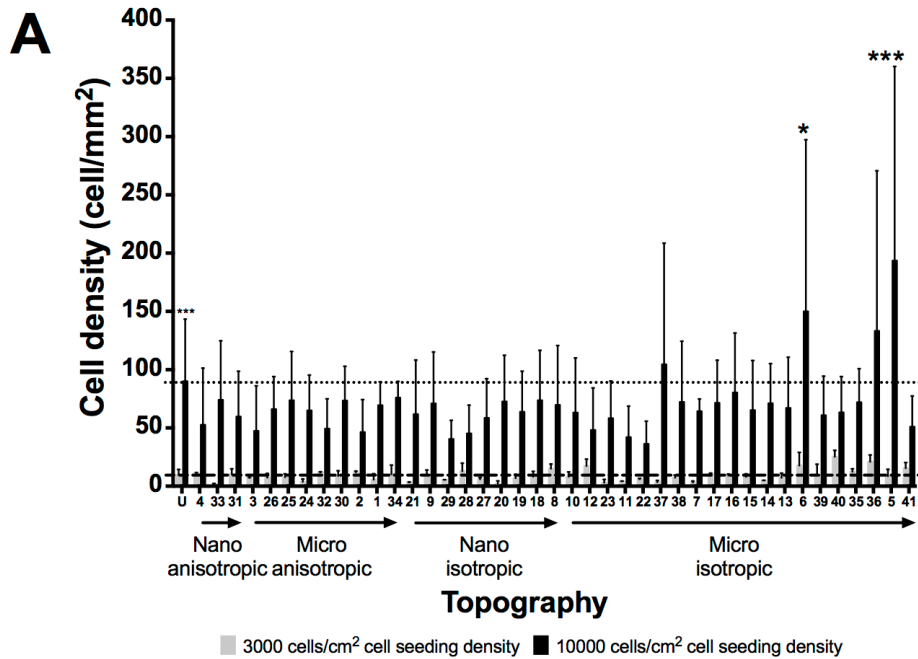 A
400
350
300
250
200
150
100
50
0
Cell density (cell/mm²)
***
*
***
0 4 33 31 3 26 25 24 32 30 2 1 34 21 9 29 28 27 20 19 18 8 10 12 23 11 22 37 38 7 17 16 15 14 13 6 39 40 35 36 5 41
Nano Micro Nano Micro
anisotropic anisotropic isotropic isotropic
Topography
3000 cells/cm² cell seeding density 10000 cells/cm² cell seeding density